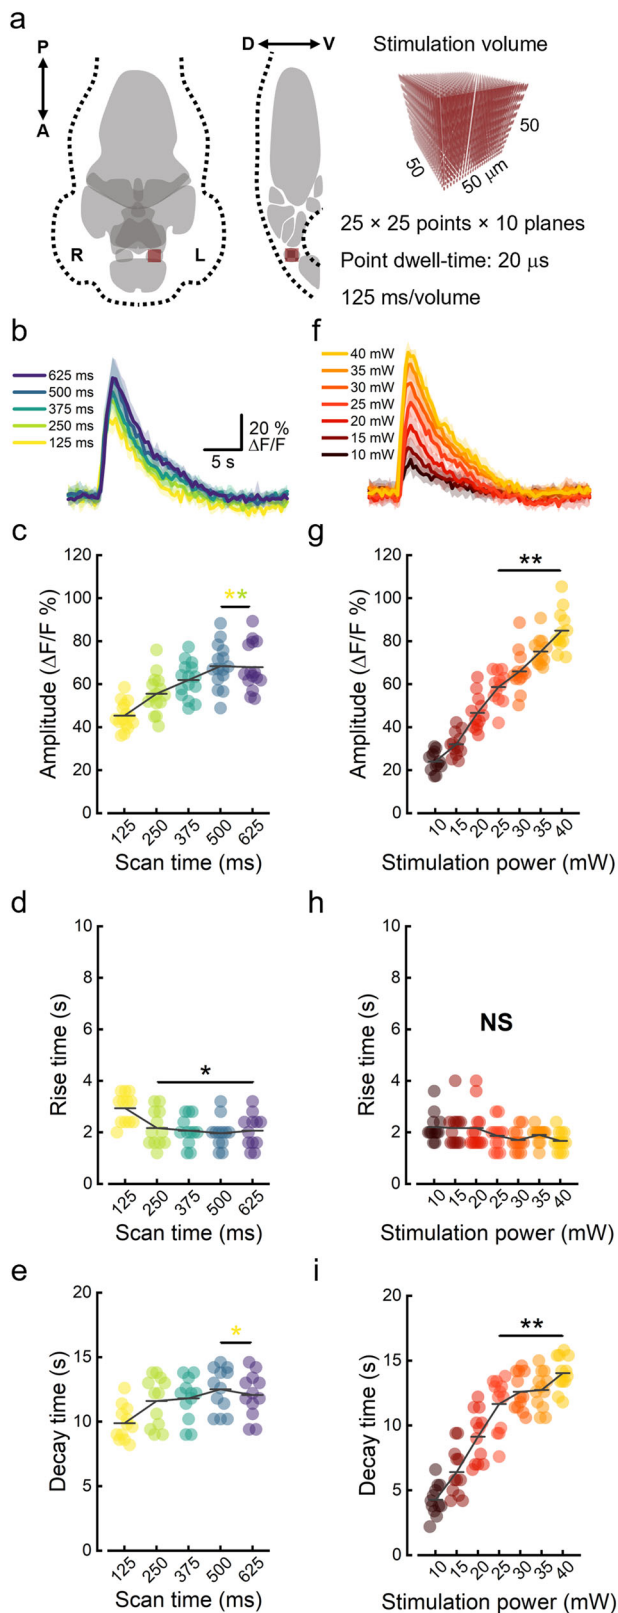 a
P
A
R
L
D
V
Stimulation volume
50
50
50 μm
25 × 25 points × 10 planes
Point dwell-time: 20 μs
125 ms/volume
b
625 ms
500 ms
375 ms
250 ms
125 ms
20 %
ΔF/F
5 s
f
40 mW
35 mW
30 mW
25 mW
20 mW
15 mW
10 mW
c
Amplitude (ΔF/F %)
120
100
80
60
40
20
0
**
125
250
375
500
625
Scan time (ms)
g
Amplitude (ΔF/F %)
120
100
80
60
40
20
0
**
10
15
20
25
30
35
40
Stimulation power (mW)
d
Rise time (s)
10
8
6
4
2
0
*
125
250
375
500
625
Scan time (ms)
h
Rise time (s)
10
8
6
4
2
0
NS
10
15
20
25
30
35
40
Stimulation power (mW)
e
Decay time (s)
20
15
10
5
0
*
125
250
375
500
625
Scan time (ms)
i
Decay time (s)
20
15
10
5
0
**
10
15
20
25
30
35
40
Stimulation power (mW)